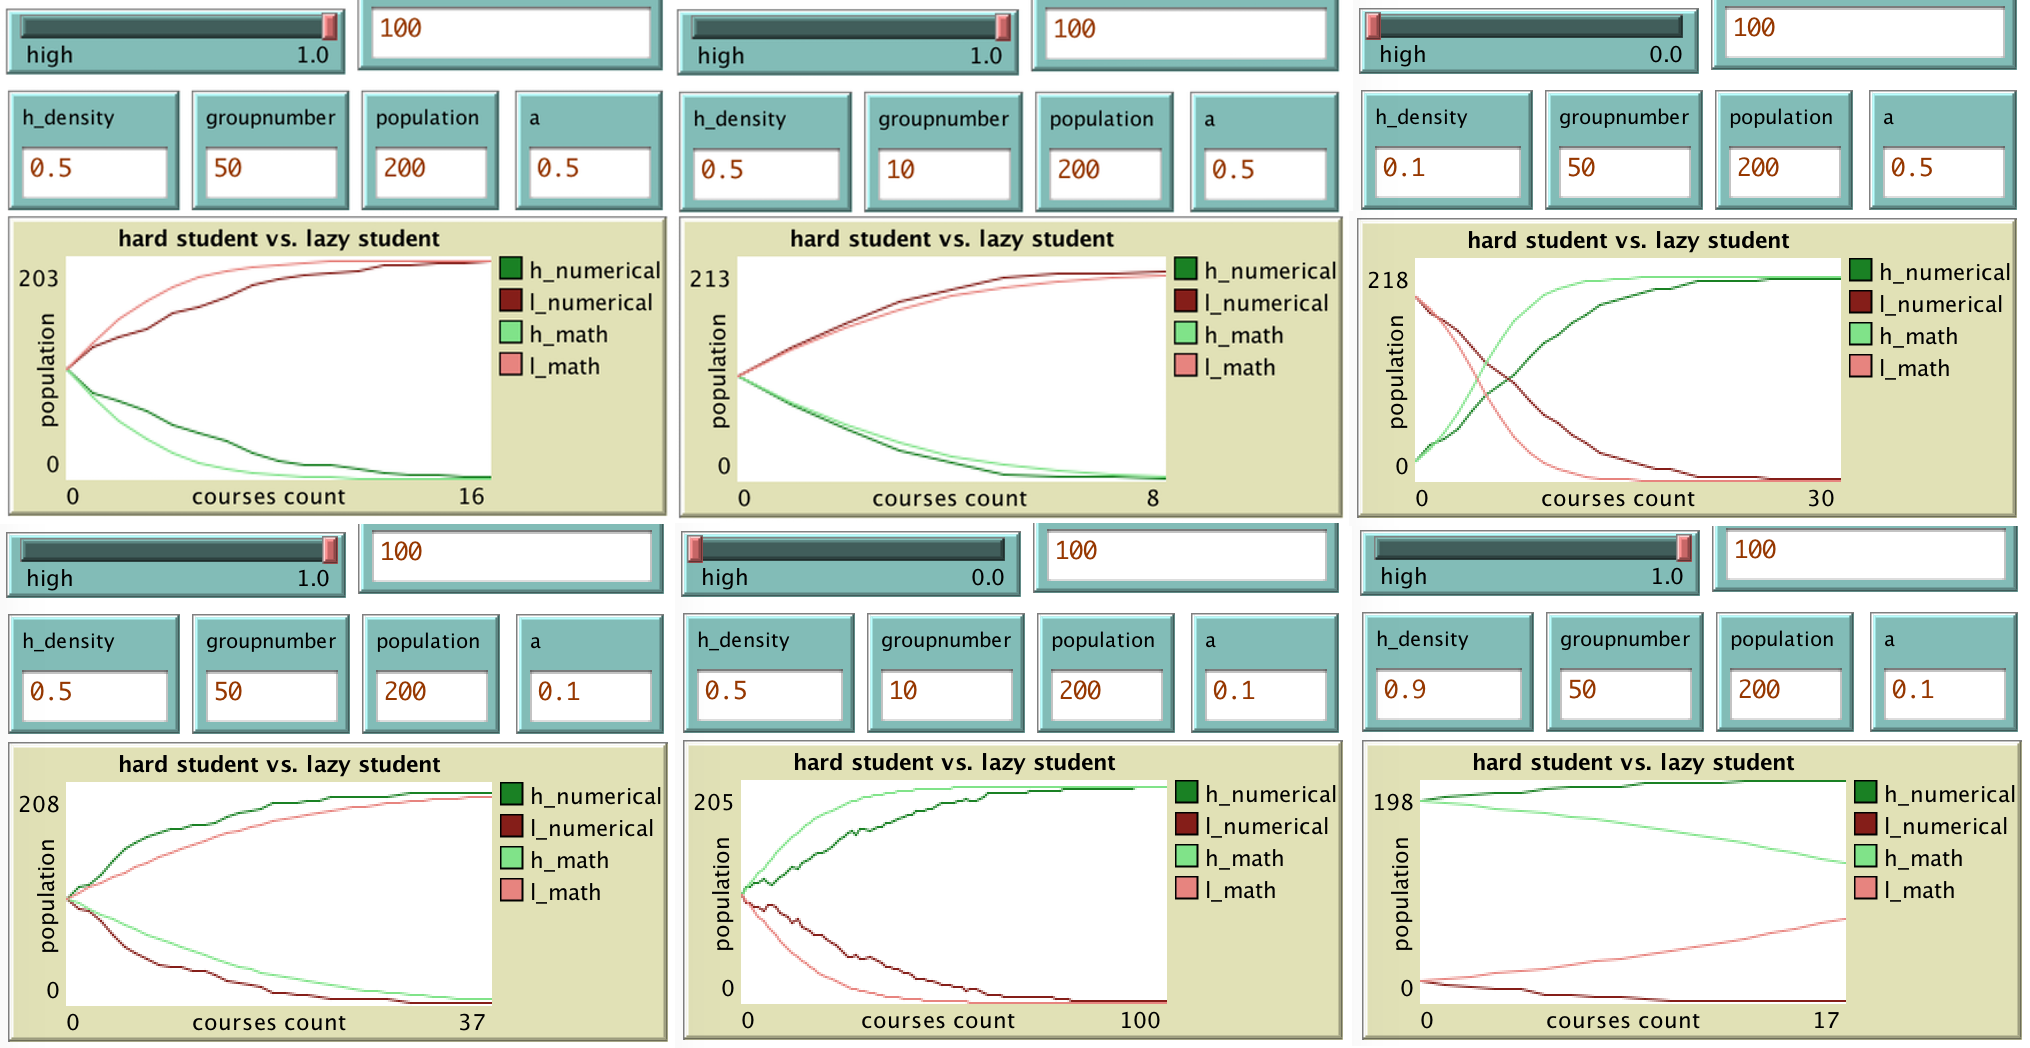 100
high 1.0
h_density groupnumber population a
0.5 50 200 0.5
hard student vs. lazy student
203
0
population
0 courses count 16
h_numerical
l_numerical
h_math
l_math
100
high 1.0
h_density groupnumber population a
0.5 10 200 0.5
hard student vs. lazy student
213
0
population
0 courses count 8
h_numerical
l_numerical
h_math
l_math
100
high 0.0
h_density groupnumber population a
0.1 50 200 0.5
hard student vs. lazy student
218
0
population
0 courses count 30
h_numerical
l_numerical
h_math
l_math
100
high 1.0
h_density groupnumber population a
0.5 50 200 0.1
hard student vs. lazy student
208
0
population
0 courses count 37
h_numerical
l_numerical
h_math
l_math
100
high 0.0
h_density groupnumber population a
0.5 10 200 0.1
hard student vs. lazy student
205
0
population
0 courses count 100
h_numerical
l_numerical
h_math
l_math
100
high 1.0
h_density groupnumber population a
0.9 50 200 0.1
hard student vs. lazy student
198
0
population
0 courses count 17
h_numerical
l_numerical
h_math
l_math